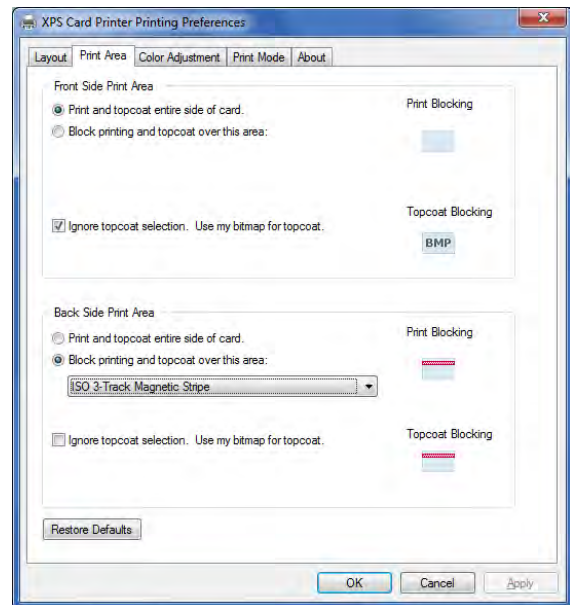 XPS Card Printer Printing Preferences
Layout Print Area Color Adjustment Print Mode About
Front Side Print Area
Print and topcoat entire side of card.
Print Blocking
Block printing and topcoat over this area:
Topcoat Blocking
Ignore topcoat selection. Use my bitmap for topcoat.
BMP
Back Side Print Area
Print and topcoat entire side of card.
Print Blocking
Block printing and topcoat over this area:
ISO 3-Track Magnetic Stripe
Ignore topcoat selection. Use my bitmap for topcoat.
Topcoat Blocking
Restore Defaults
OK Cancel Apply